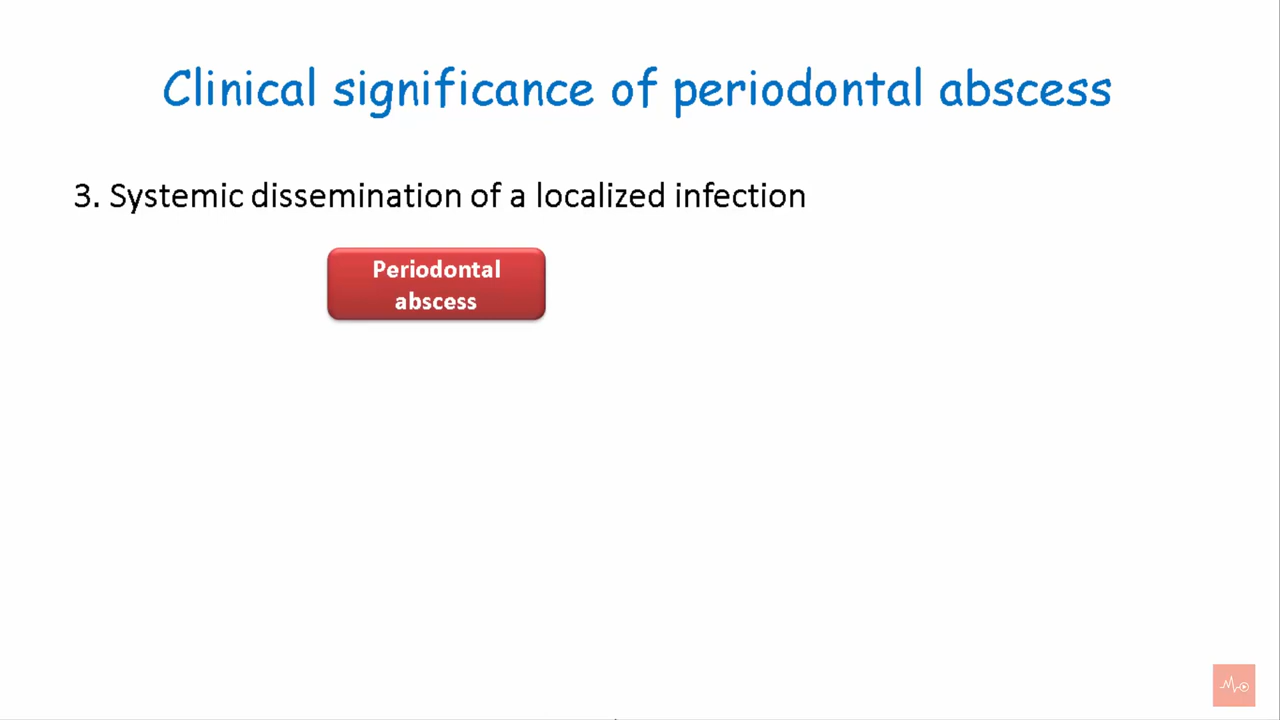 Clinical significance of periodontal abscess
3. Systemic dissemination of a localized infection
Periodontal
abscess